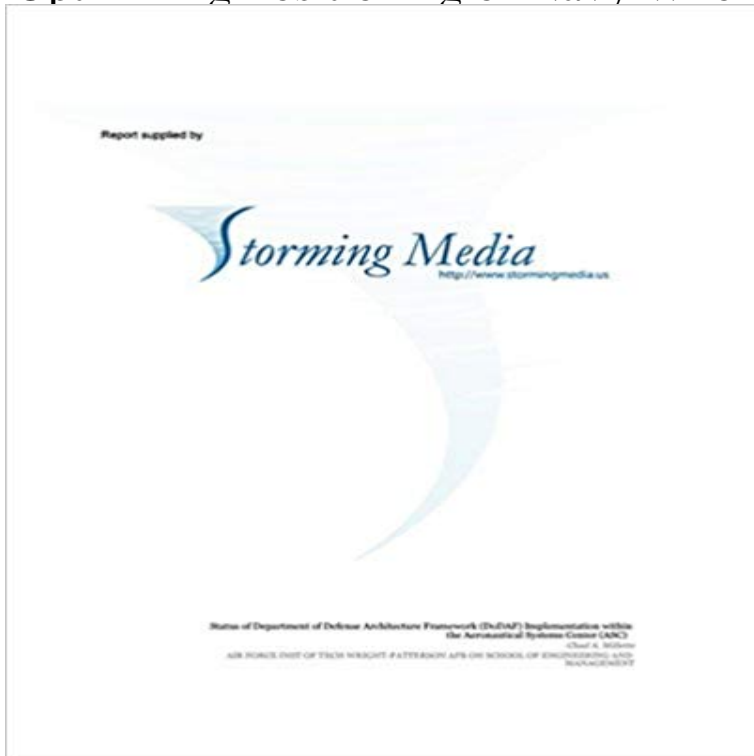 Report supplied by
Storming Media
http://www.stormingmedia.us
Status of Department of Defense Architecture Framework (DoDAF) Implementation within
the Aeronautical Systems Center (ASC)
Chad A. Millette
AIR FORCE INST OF TECH WRIGHT-PATTERSON AFB OH SCHOOL OF ENGINEERING AND
MANAGEMENT